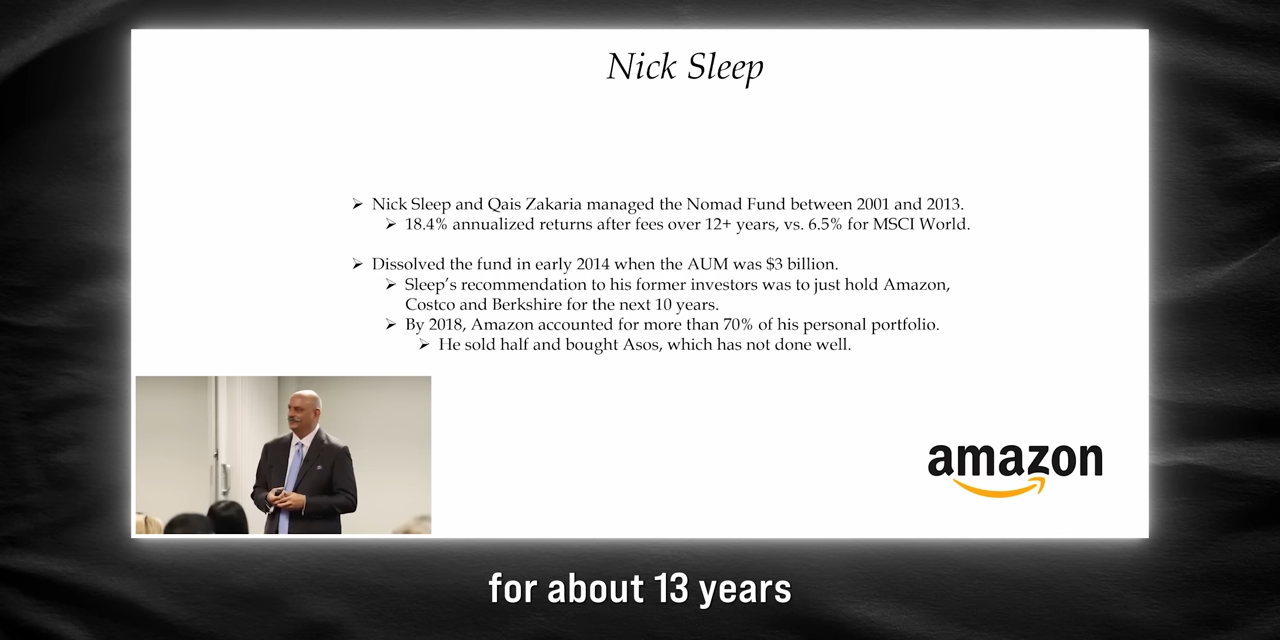 Nick Sleep
➢ Nick Sleep and Qais Zakaria managed the Nomad Fund between 2001 and 2013.
➢ 18.4% annualized returns after fees over 12+ years, vs. 6.5% for MSCI World.
➢ Dissolved the fund in early 2014 when the AUM was $3 billion.
➢ Sleep's recommendation to his former investors was to just hold Amazon,
Costco and Berkshire for the next 10 years.
➢ By 2018, Amazon accounted for more than 70% of his personal portfolio.
➢ He sold half and bought Asos, which has not done well.
amazon
for about 13 years